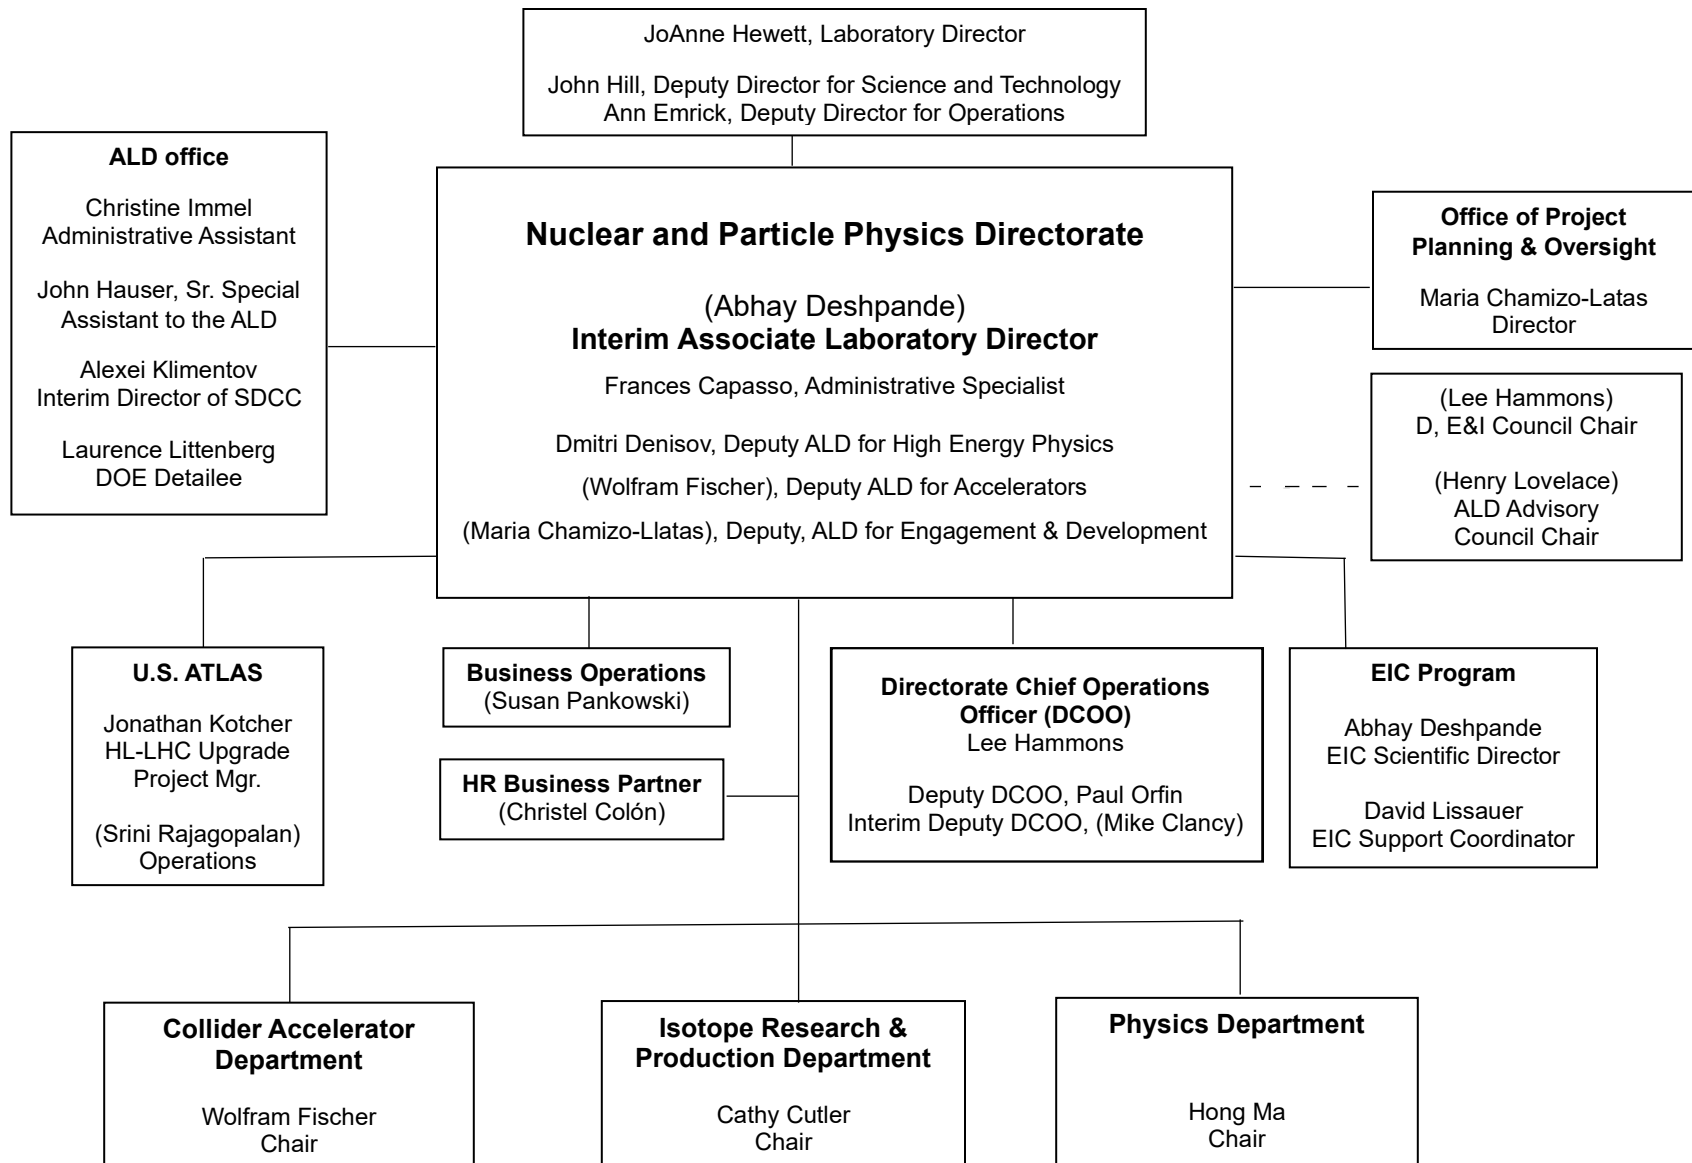 JoAnne Hewett, Laboratory Director
John Hill, Deputy Director for Science and Technology
Ann Emrick, Deputy Director for Operations
ALD office
Christine Immel
Administrative Assistant
John Hauser, Sr. Special
Assistant to the ALD
Alexei Klimentov
Interim Director of SDCC
Laurence Littenberg
DOE Detailee
Nuclear and Particle Physics Directorate
(Abhay Deshpande)
Interim Associate Laboratory Director
Frances Capasso, Administrative Specialist
Dmitri Denisov, Deputy ALD for High Energy Physics
(Wolfram Fischer), Deputy ALD for Accelerators
(Maria Chamizo-Llatas), Deputy, ALD for Engagement & Development
Office of Project
Planning & Oversight
Maria Chamizo-Latas
Director
(Lee Hammons)
D, E&I Council Chair
(Henry Lovelace)
ALD Advisory
Council Chair
U.S. ATLAS
Jonathan Kotcher
HL-LHC Upgrade
Project Mgr.
(Srini Rajagopalan)
Operations
Business Operations
(Susan Pankowski)
HR Business Partner
(Christel Colón)
Directorate Chief Operations
Officer (DCOO)
Lee Hammons
Deputy DCOO, Paul Orfin
Interim Deputy DCOO, (Mike Clancy)
EIC Program
Abhay Deshpande
EIC Scientific Director
David Lissauer
EIC Support Coordinator
Collider Accelerator
Department
Wolfram Fischer
Chair
Isotope Research &
Production Department
Cathy Cutler
Chair
Physics Department
Hong Ma
Chair